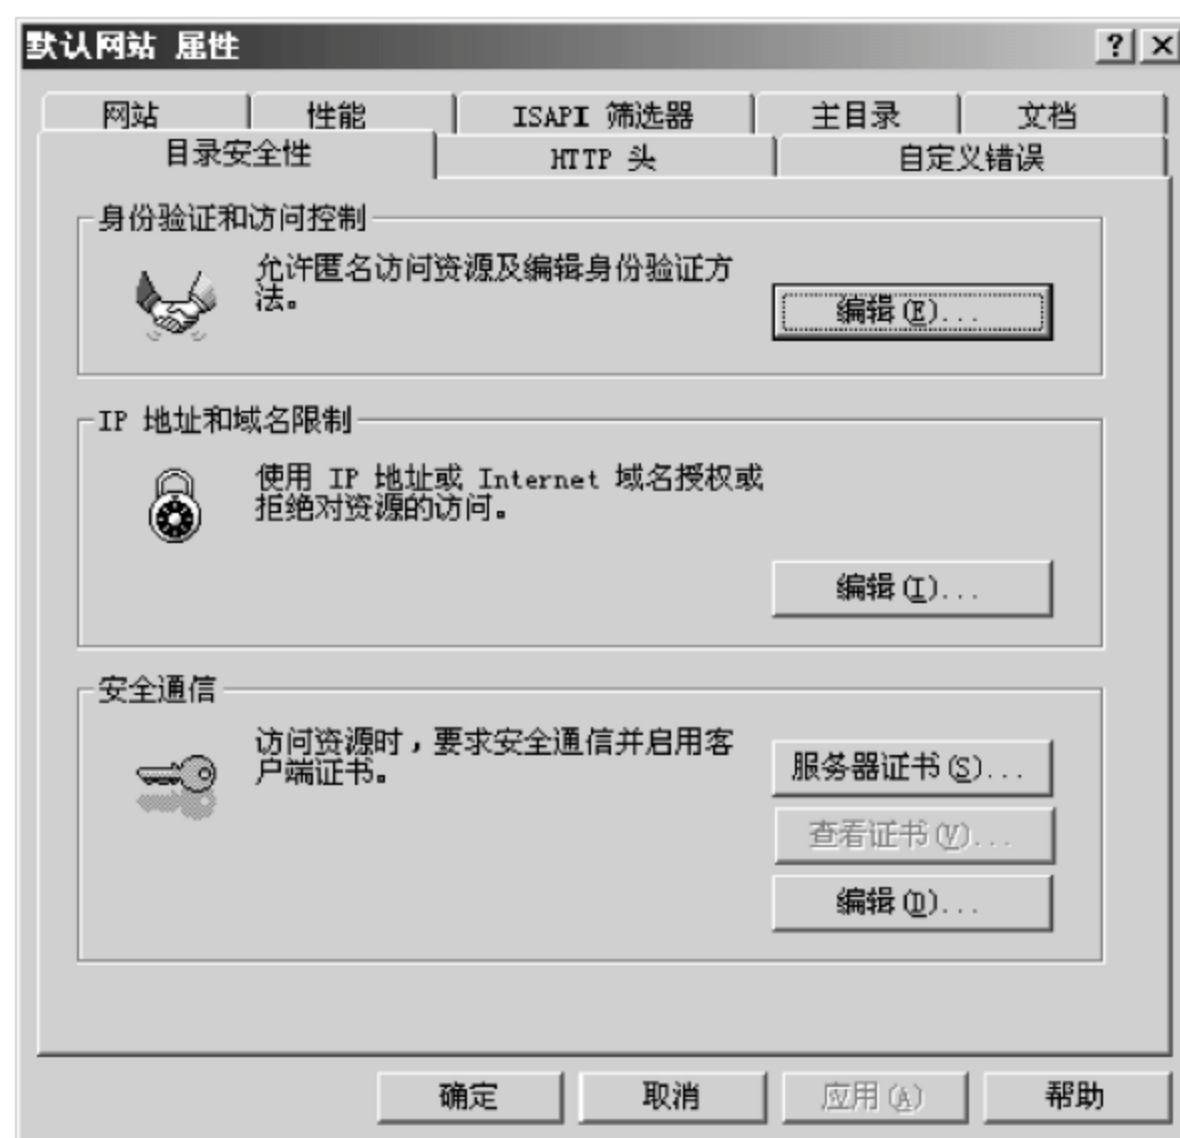 默认网站 属性
网站 性能 ISAPI 筛选器 主目录 文档
目录安全性 HTTP 头 自定义错误
身份验证和访问控制
允许匿名访问资源及编辑身份验证方
法。
编辑(E)...
IP 地址和域名限制
使用 IP 地址或 Internet 域名授权或
拒绝对资源的访问。
编辑(I)...
安全通信
访问资源时，要求安全通信并启用客
户端证书。
服务器证书(S)...
查看证书(V)...
编辑(D)...
确定 取消 应用(A) 帮助